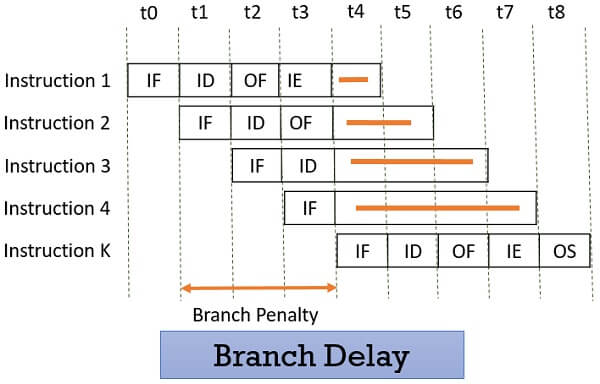 t0 t1 t2 t3 t4 t5 t6 t7 t8
Instruction 1 IF ID OF IE
Instruction 2 IF ID OF
Instruction 3 IF ID
Instruction 4 IF
Instruction K IF ID OF IE OS
Branch Penalty
Branch Delay